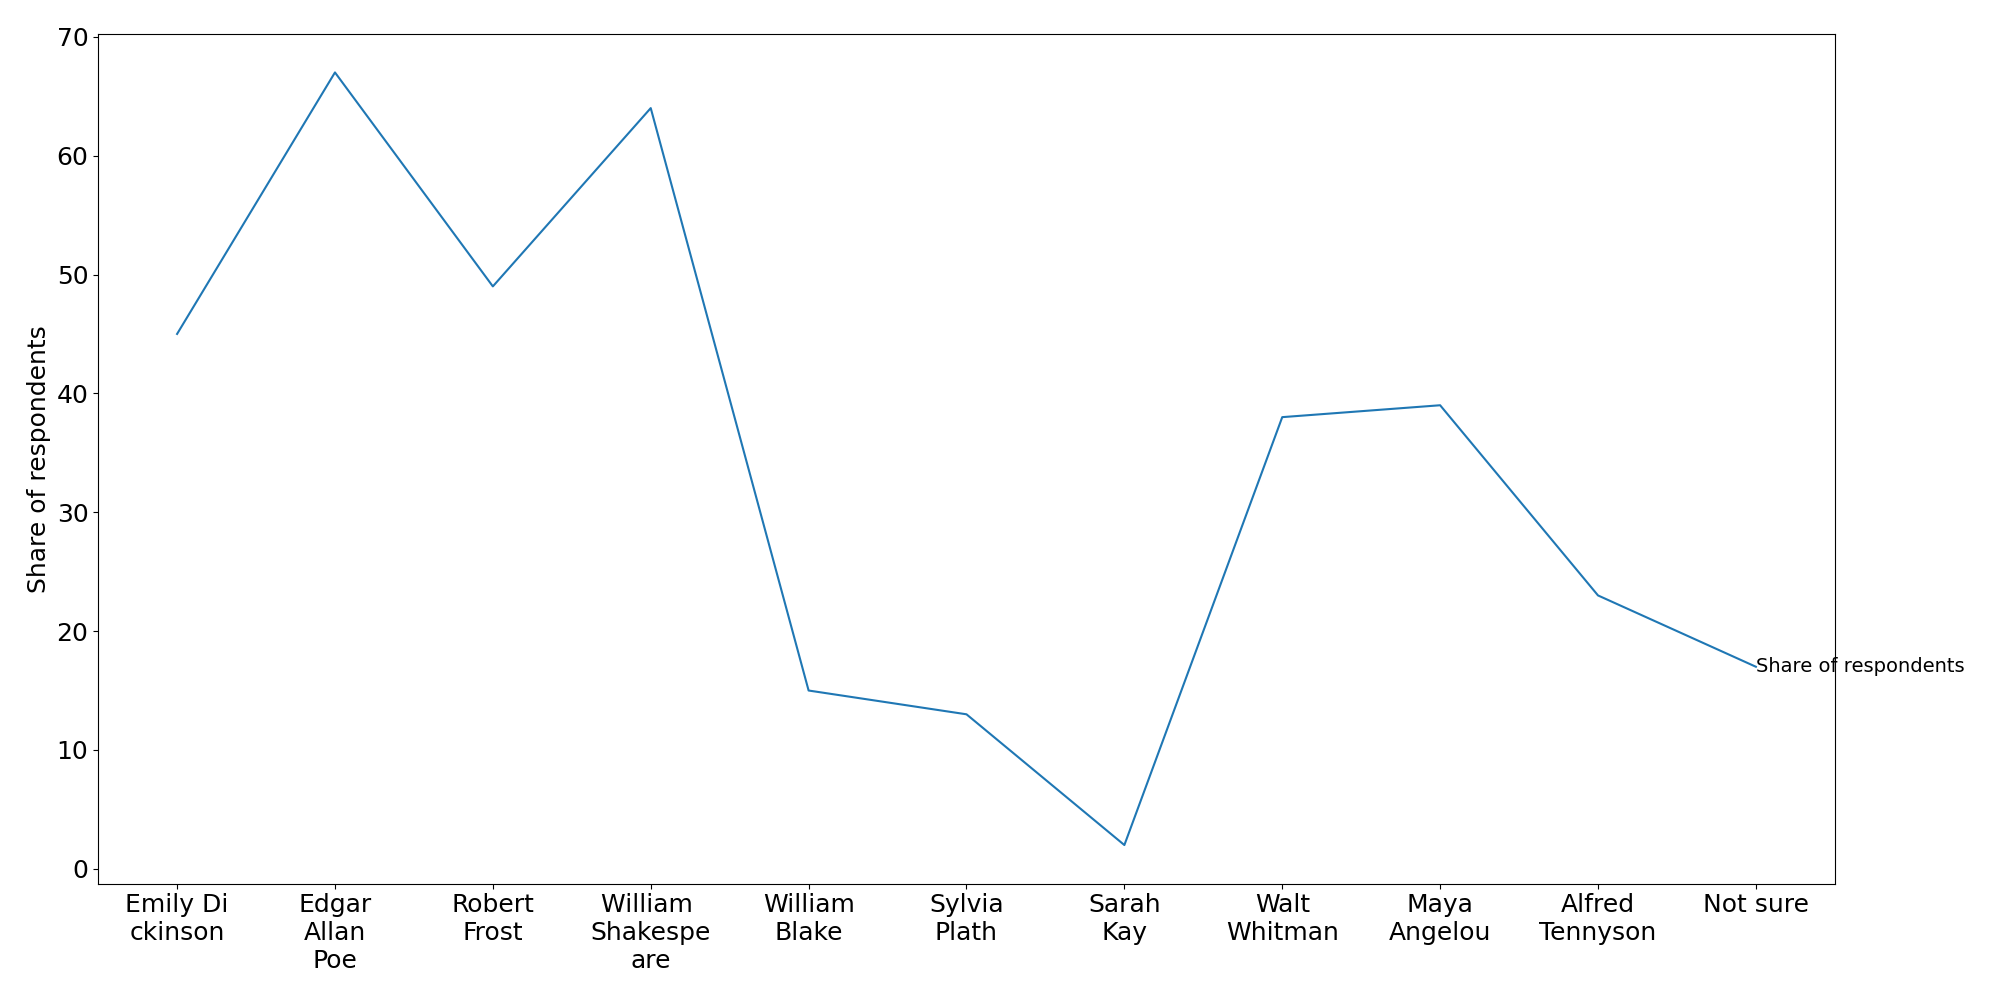 70
60
50
40
30
20
10
0
Share of respondents
Share of respondents
Emily Di
ckinson
Edgar
Allan
Poe
Robert
Frost
William
Shakespe
are
William
Blake
Sylvia
Plath
Sarah
Kay
Walt
Whitman
Maya
Angelou
Alfred
Tennyson
Not sure